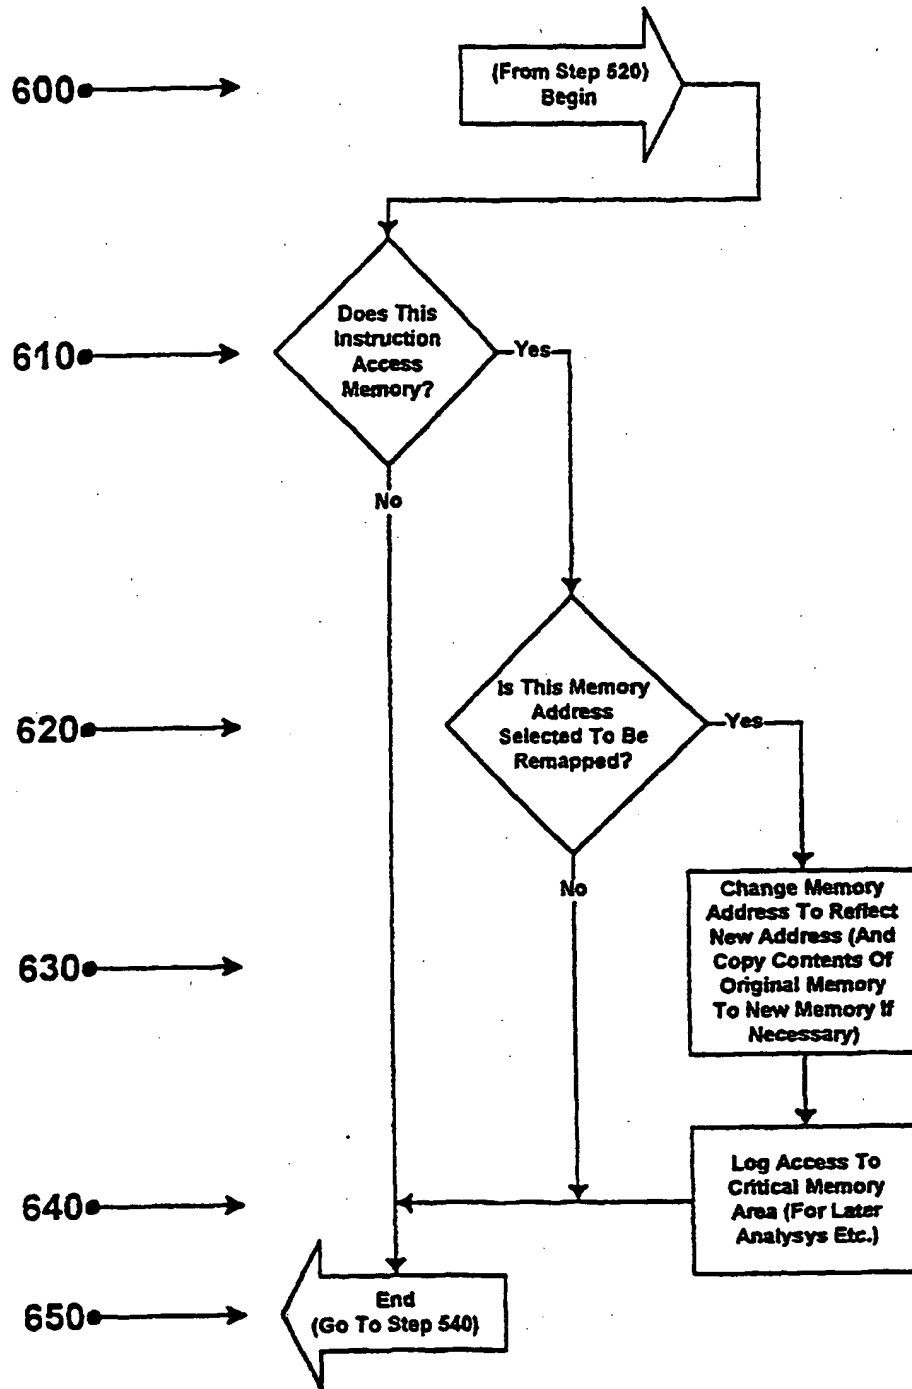 600
(From Step 520)
Begin
610
Does This
Instruction
Access
Memory?
Yes
No
620
Is This Memory
Address
Selected To Be
Remapped?
Yes
No
630
Change Memory
Address To Reflect
New Address (And
Copy Contents Of
Original Memory
To New Memory If
Necessary)
640
Log Access To
Critical Memory
Area (For Later
Analysys Etc.)
650
End
(Go To Step 540)